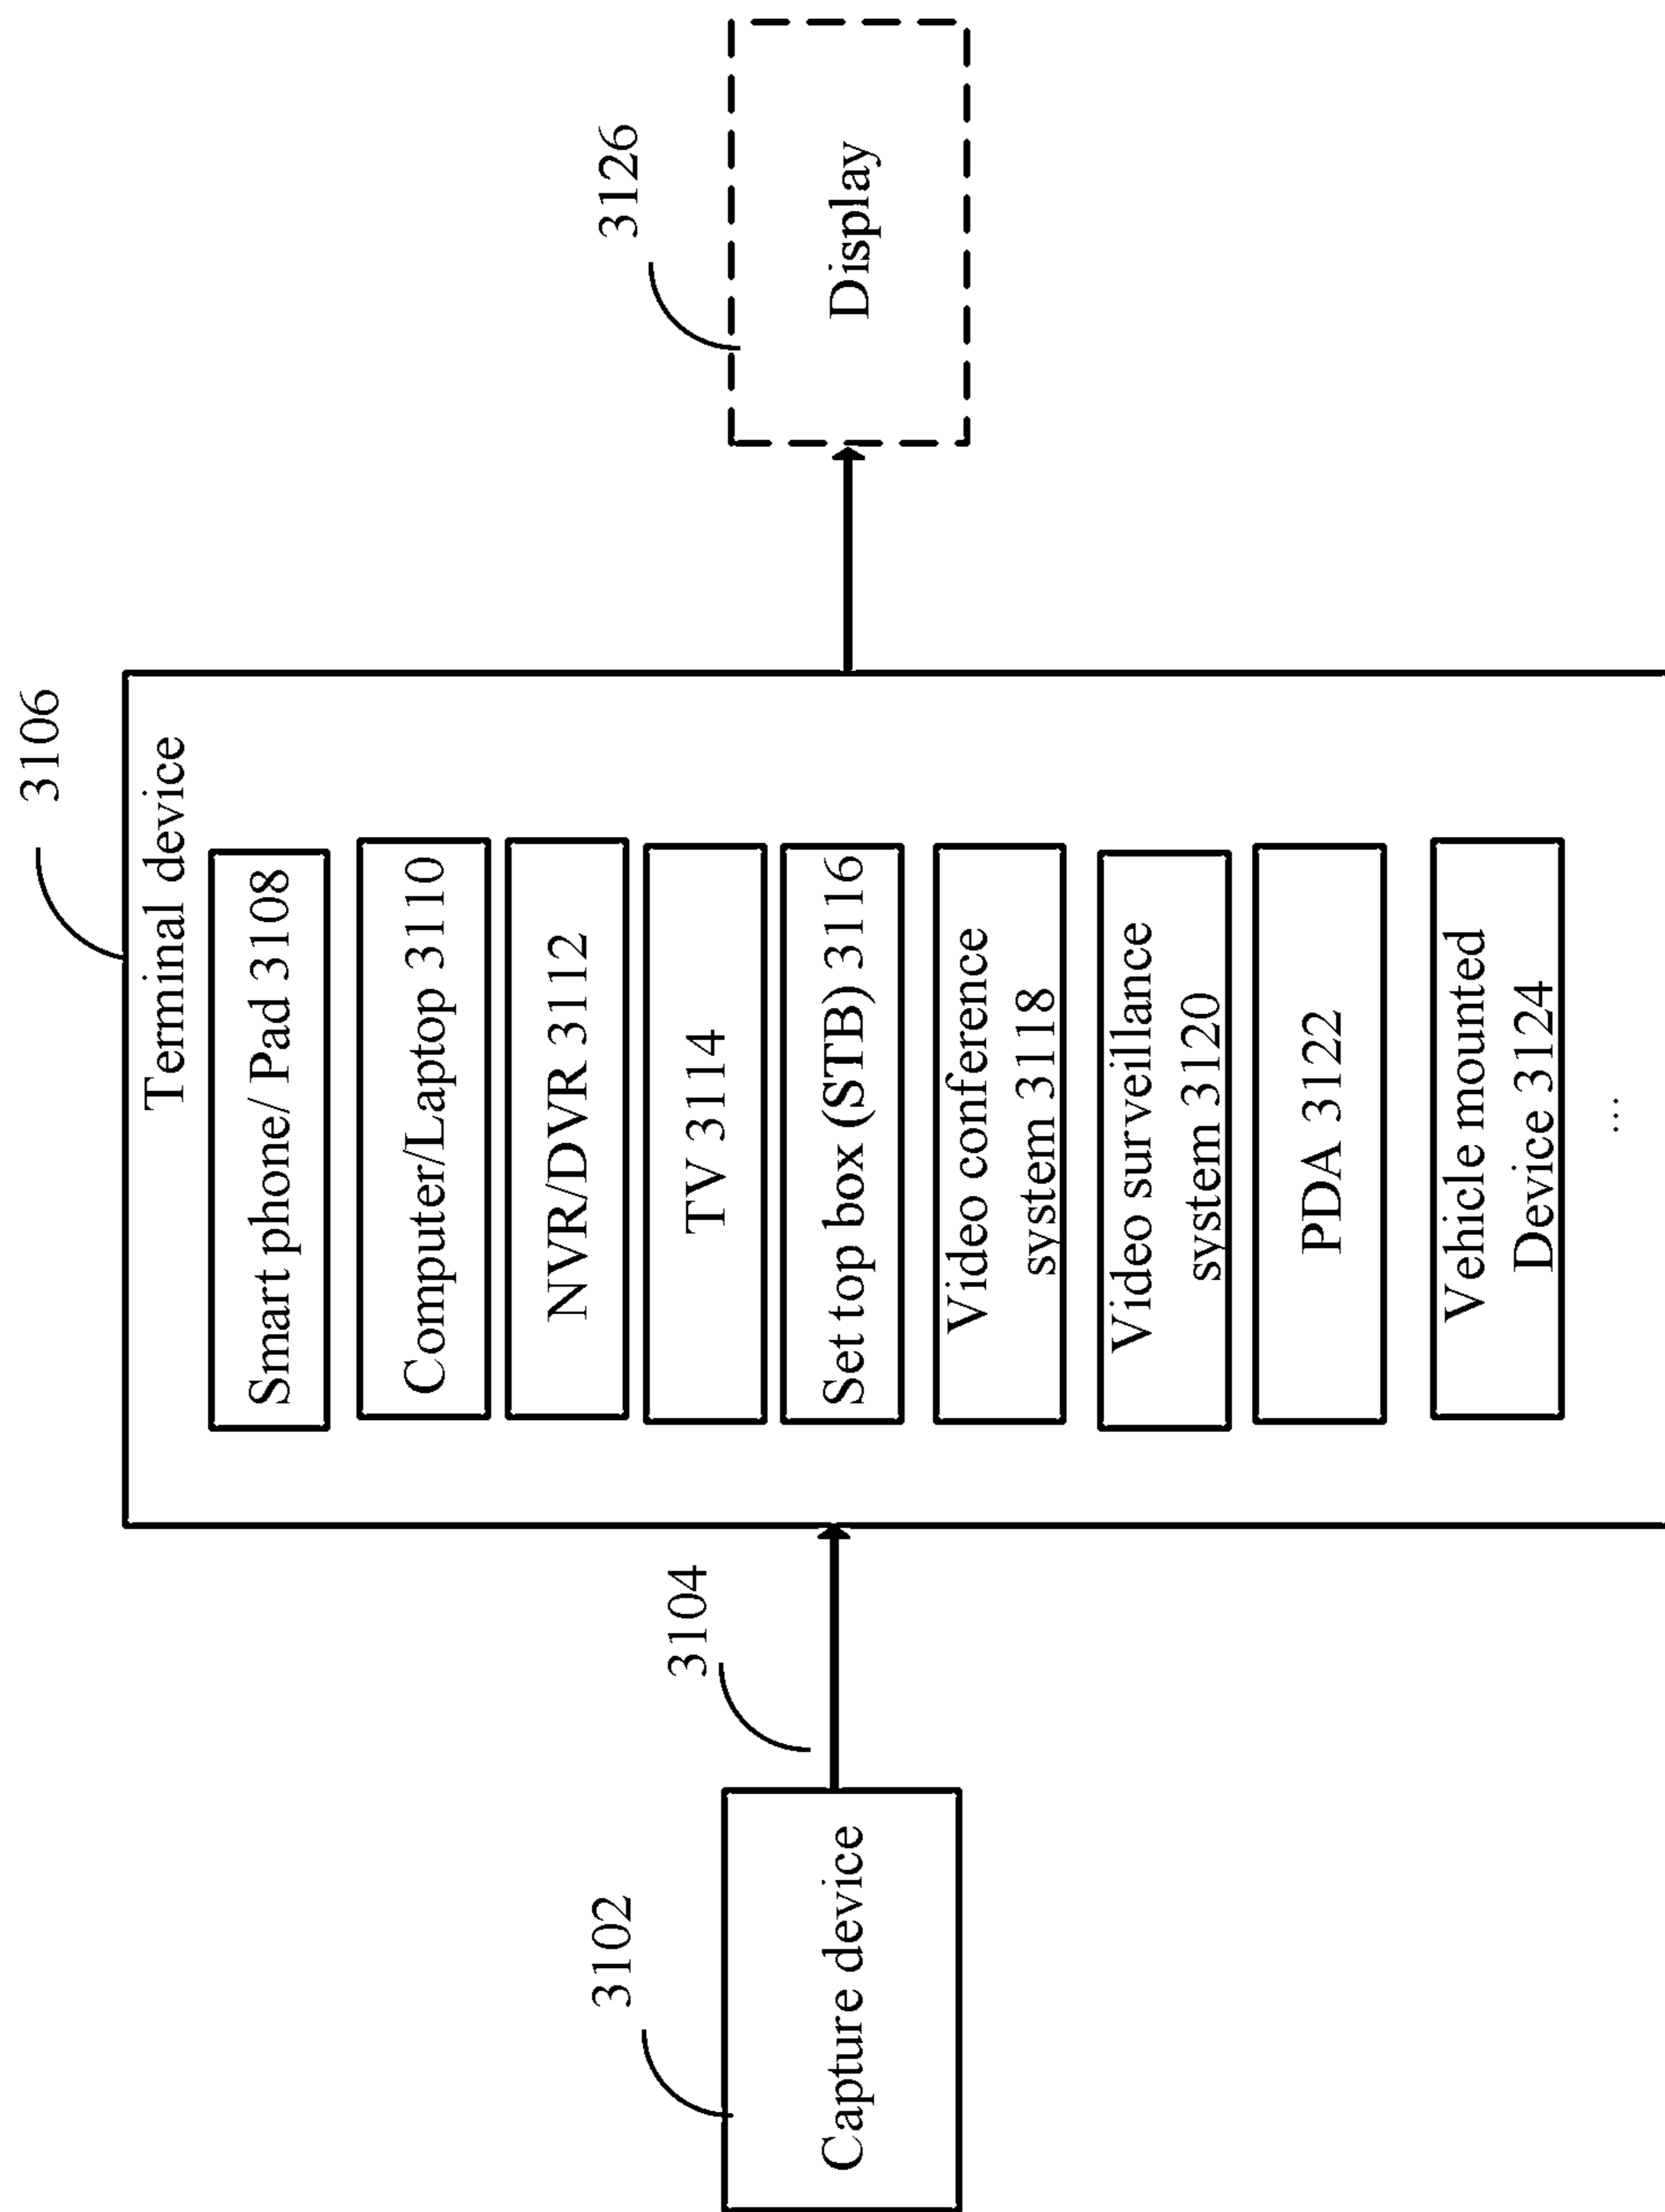 3106
Terminal device
Smart phone/ Pad 3108
Computer/Laptop 3110
NVR/DVR 3112
TV 3114
Set top box (STB) 3116
Video conference
system 3118
Video surveillance
system 3120
PDA 3122
Vehicle mounted
Device 3124
...
3102
Capture device
3104
3126
Display